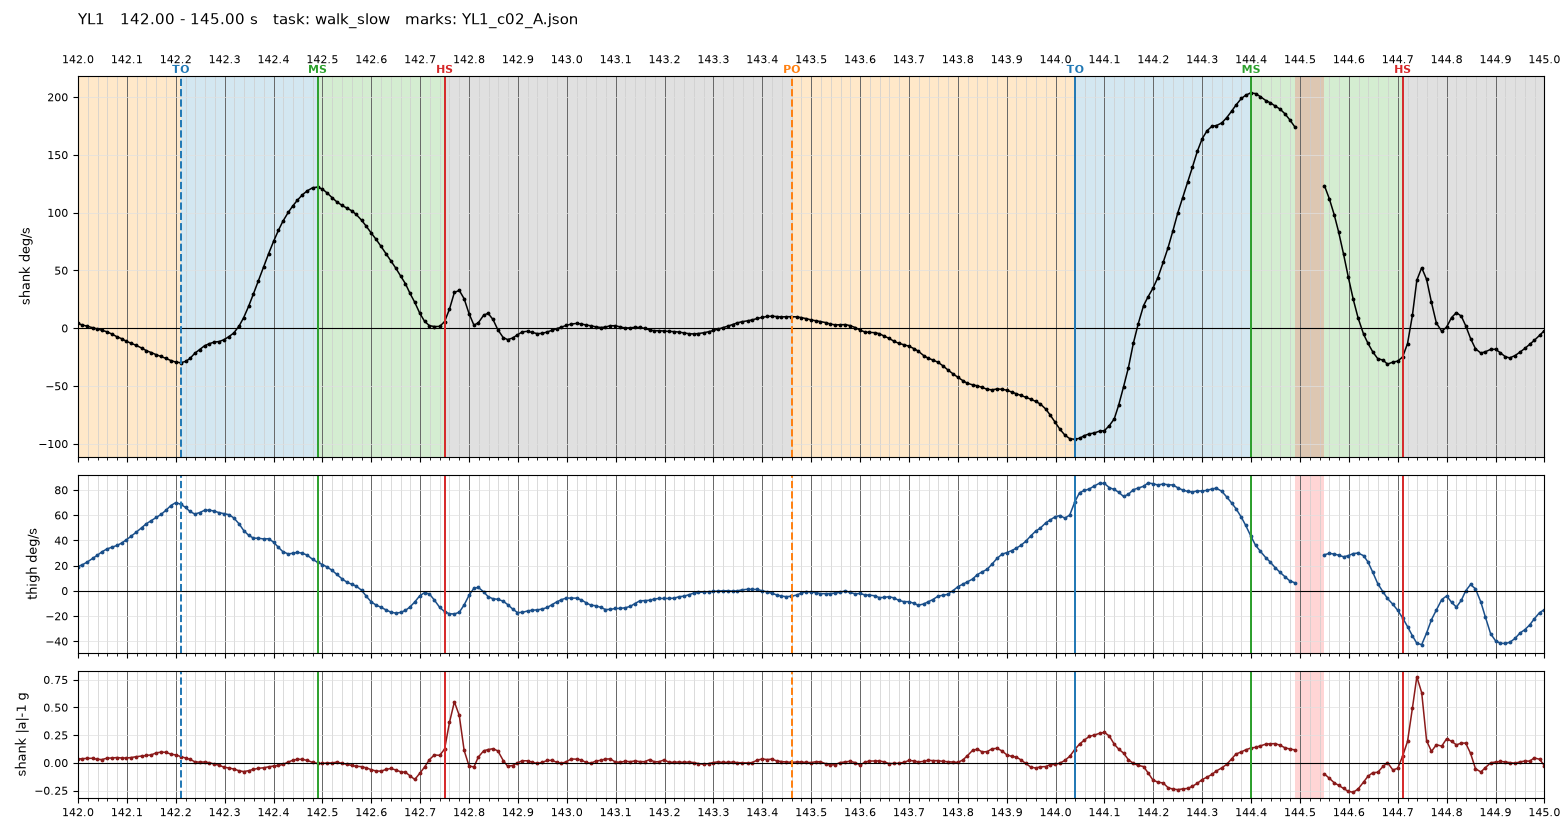 YL1 142.00 - 145.00 s task: walk_slow marks: YL1_c02_A.json
142.0 142.1 142.2 142.3 142.4 142.5 142.6 142.7 142.8 142.9 143.0 143.1 143.2 143.3 143.4 143.5 143.6 143.7 143.8 143.9 144.0 144.1 144.2 144.3 144.4 144.5 144.6 144.7 144.8 144.9 145.0
TO MS HS PO TO MS HS
shank deg/s
200
150
100
50
0
−50
−100
thigh deg/s
80
60
40
20
0
−20
−40
shank |a|-1 g
0.75
0.50
0.25
0.00
−0.25
142.0 142.1 142.2 142.3 142.4 142.5 142.6 142.7 142.8 142.9 143.0 143.1 143.2 143.3 143.4 143.5 143.6 143.7 143.8 143.9 144.0 144.1 144.2 144.3 144.4 144.5 144.6 144.7 144.8 144.9 145.0